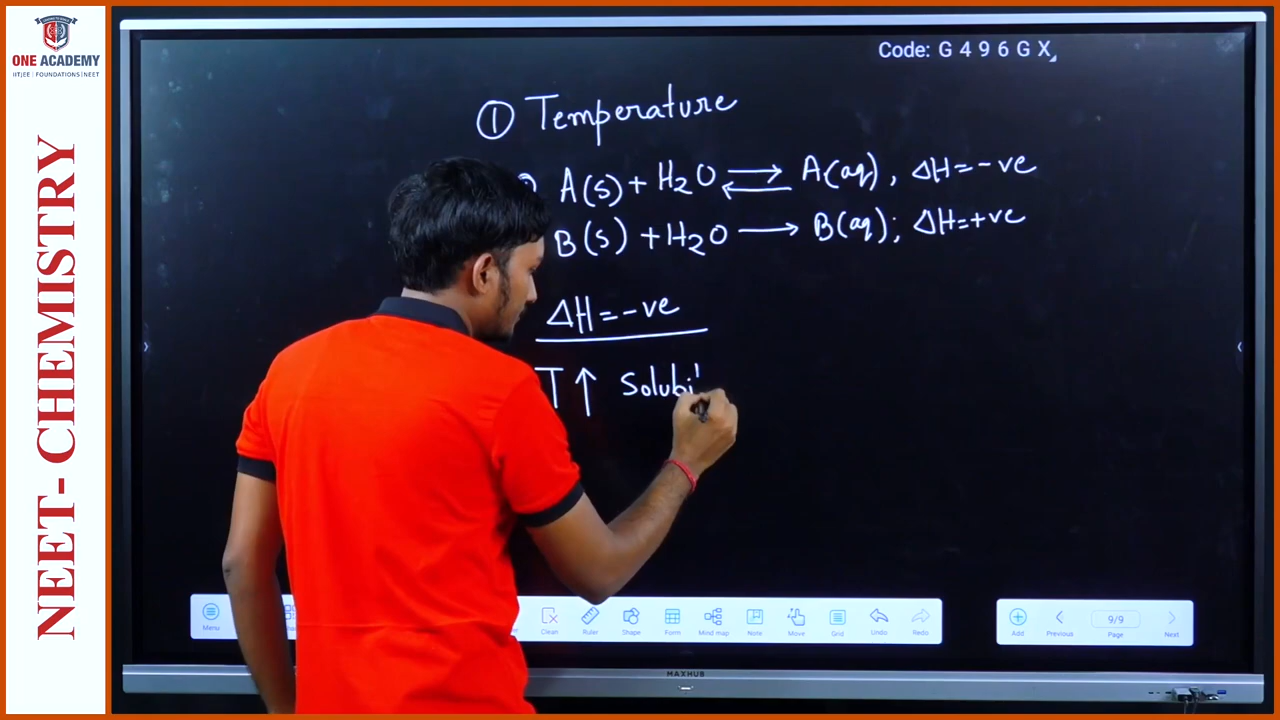 ONE ACADEMY
IIT|EE | FOUNDATIONS | NEET
NEET- CHEMISTRY
Code: G 4 9 6 G X
① Temperature
A(s) + H2O ⇌ A(aq), ΔH = -ve
B(s) + H2O ⟶ B(aq); ΔH = +ve
ΔH = -ve
T ↑ Solubi
Menu Clean Ruler Shape Form Mind map Note Move Grid Undo Redo
Add Previous 9/9 Page Next
MAXHUB